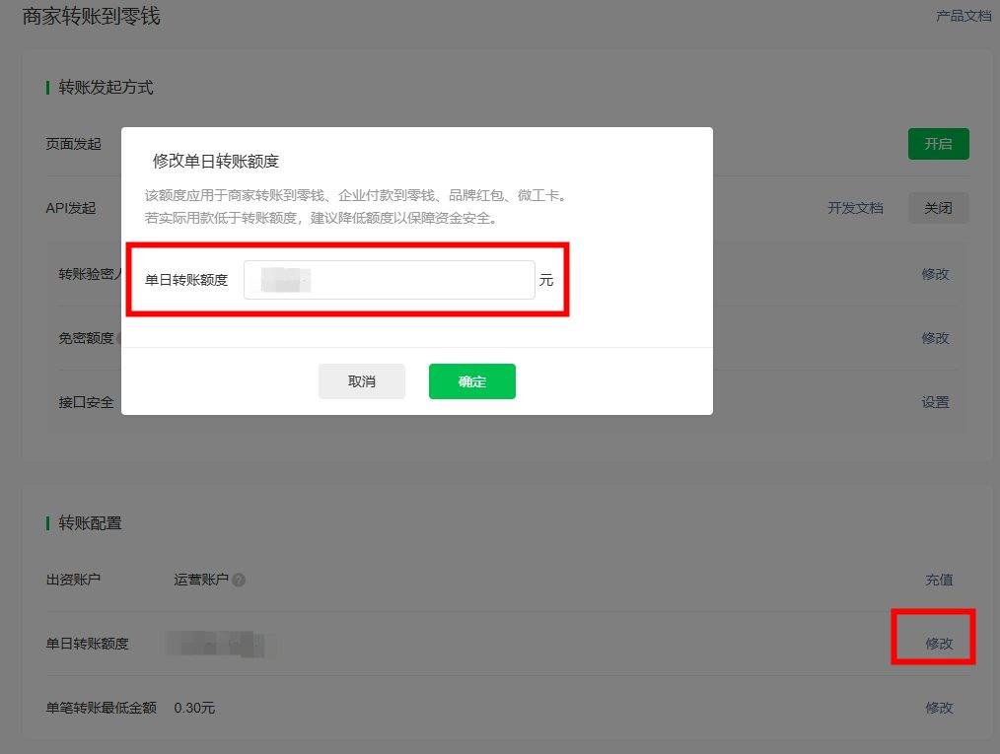 商家转账到零钱
产品文档
转账发起方式
页面发起
开启
修改单日转账额度
该额度应用于商家转账到零钱、企业付款到零钱、品牌红包、微工卡。
若实际用款低于转账额度，建议降低额度以保障资金安全。
API发起
开发文档
关闭
转账验密人
修改
单日转账额度
元
免密额度
修改
取消
确定
接口安全
设置
转账配置
出资账户
运营账户
?
充值
单日转账额度
修改
单笔转账最低金额
0.30元
修改